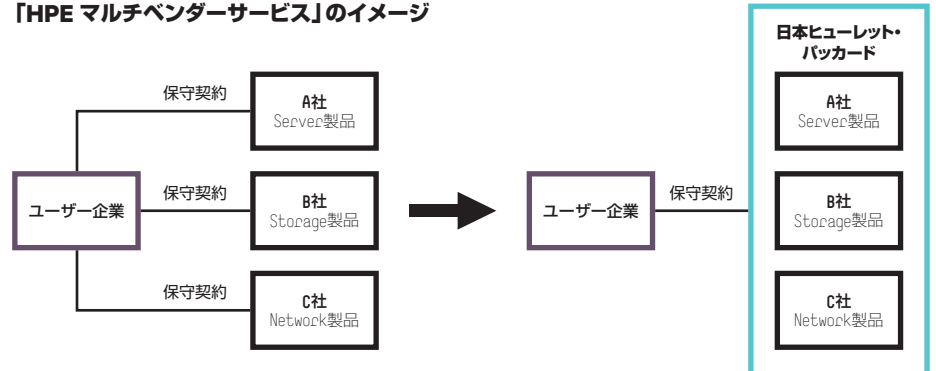 「HPE マルチベンダーサービス」のイメージ
保守契約
A社
Server製品
ユーザー企業
保守契約
B社
Storage製品
保守契約
C社
Network製品
ユーザー企業
保守契約
日本ヒューレット・
パッカード
A社
Server製品
B社
Storage製品
C社
Network製品